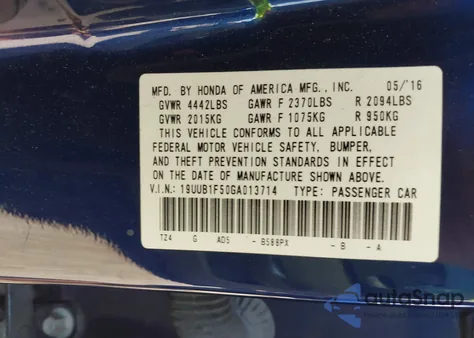 MFD. BY HONDA OF AMERICA MFG., INC. 05/'16
GVWR 4442LBS GAWR F 2370LBS R 2094LBS
GVWR 2015KG GAWR F 1075KG R 950KG
THIS VEHICLE CONFORMS TO ALL APPLICABLE
FEDERAL MOTOR VEHICLE SAFETY, BUMPER,
AND THEFT PREVENTION STANDARDS IN EFFECT
ON THE DATE OF MANUFACTURE SHOWN ABOVE.
V.I.N.: 19UUB1F50GA013714 TYPE: PASSENGER CAR
TZ4 G AD5 - B588PX - B - A
autoSnap